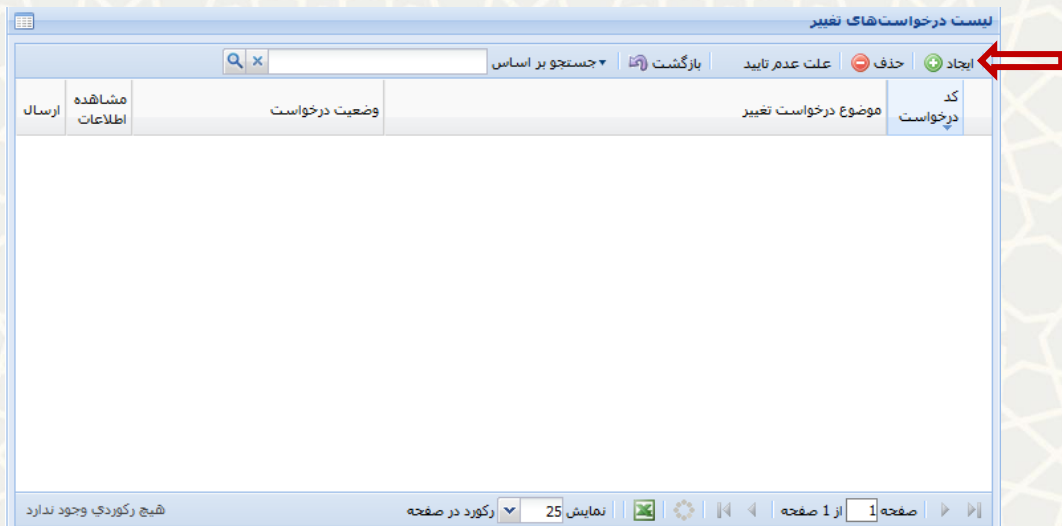 لیست درخواست‌های تغییر
ایجاد حذف علت عدم تایید بازگشت جستجو بر اساس
کد درخواست موضوع درخواست تغییر وضعیت درخواست مشاهده اطلاعات ارسال
صفحه 1 از 1 صفحه نمایش 25 رکورد در صفحه هیچ رکوردي وجود ندارد